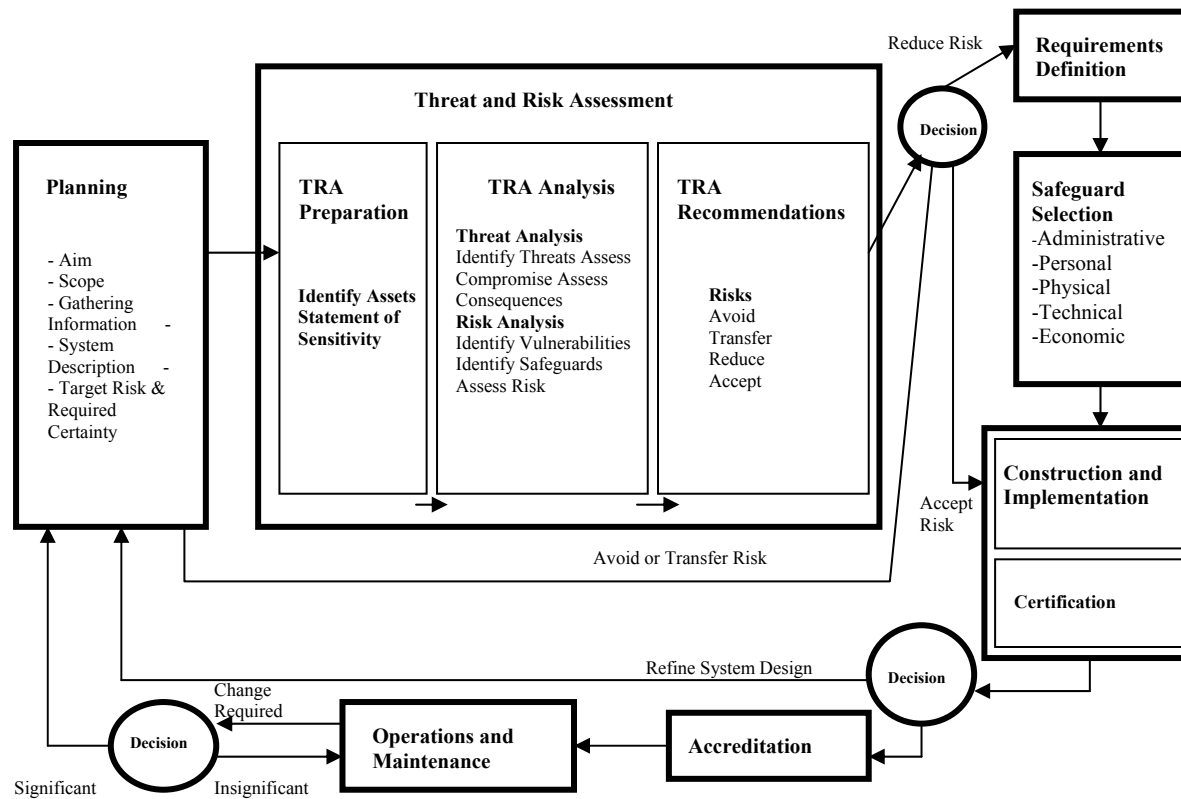 Planning
- Aim
- Scope
- Gathering
Information -
- System
Description -
- Target Risk &
Required
Certainty
Threat and Risk Assessment
TRA
Preparation
Identify Assets
Statement of
Sensitivity
TRA Analysis
Threat Analysis
Identify Threats Assess
Compromise Assess
Consequences
Risk Analysis
Identify Vulnerabilities
Identify Safeguards
Assess Risk
TRA
Recommendations
Risks
Avoid
Transfer
Reduce
Accept
Reduce Risk
Decision
Requirements
Definition
Safeguard
Selection
-Administrative
-Personal
-Physical
-Technical
-Economic
Accept
Risk
Construction and
Implementation
Certification
Avoid or Transfer Risk
Refine System Design
Decision
Accreditation
Operations and
Maintenance
Change
Required
Decision
Significant
Insignificant